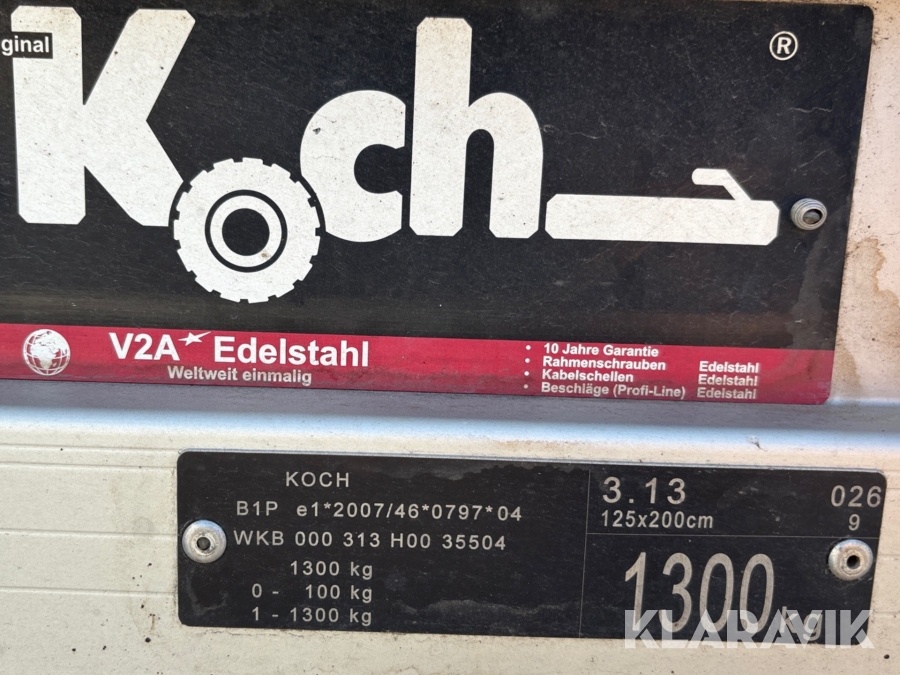 ginal
Koch ®
V2A Edelstahl
Weltweit einmalig
· 10 Jahre Garantie
· Rahmenschrauben Edelstahl
· Kabelschellen Edelstahl
· Beschläge (Profi-Line) Edelstahl
KOCH
B1P e1*2007/46*0797*04
WKB 000 313 H00 35504
1300 kg
0 - 100 kg
1 - 1300 kg
3.13
125x200cm
026
9
1300 kg
KLARAVIK